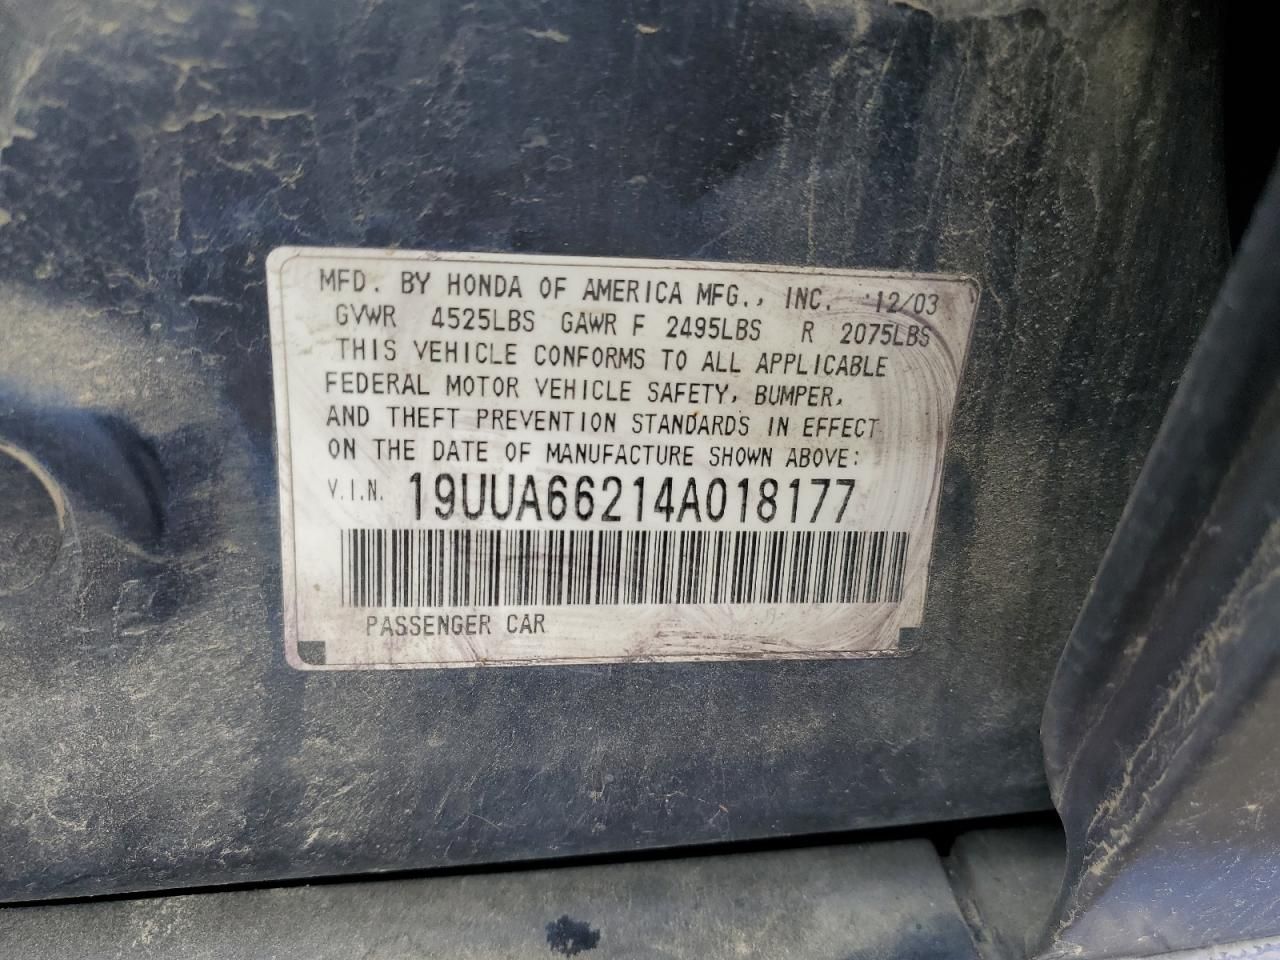 MFD. BY HONDA OF AMERICA MFG., INC. 12/03
GVWR 4525LBS GAWR F 2495LBS R 2075LBS
THIS VEHICLE CONFORMS TO ALL APPLICABLE
FEDERAL MOTOR VEHICLE SAFETY, BUMPER,
AND THEFT PREVENTION STANDARDS IN EFFECT
ON THE DATE OF MANUFACTURE SHOWN ABOVE:
V.I.N. 19UUA66214A018177
PASSENGER CAR